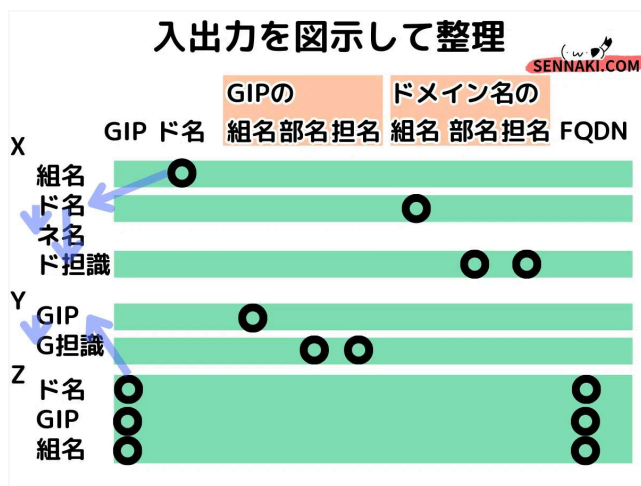 入出力を図示して整理
SENNAKI.COM
GIPの ドメイン名の
GIP ド名 組名 部名 担名 組名 部名 担名 FQDN
X
組名
ド名
ネ名
ド担識
Y
GIP
G担識
Z
ド名
GIP
組名